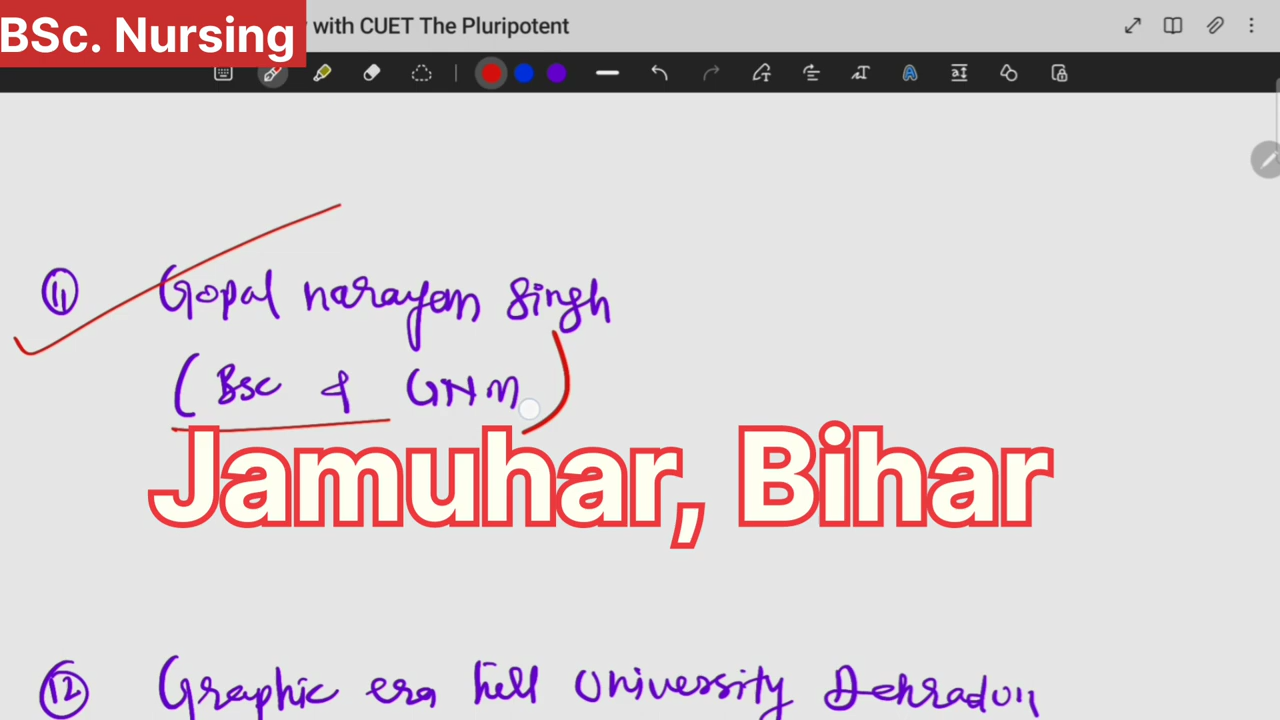 BSc. Nursing
with CUET The Pluripotent
11 Gopal narayan Singh
(Bsc & GNM)
Jamuhar, Bihar
12 Graphic era hill University Dehradun